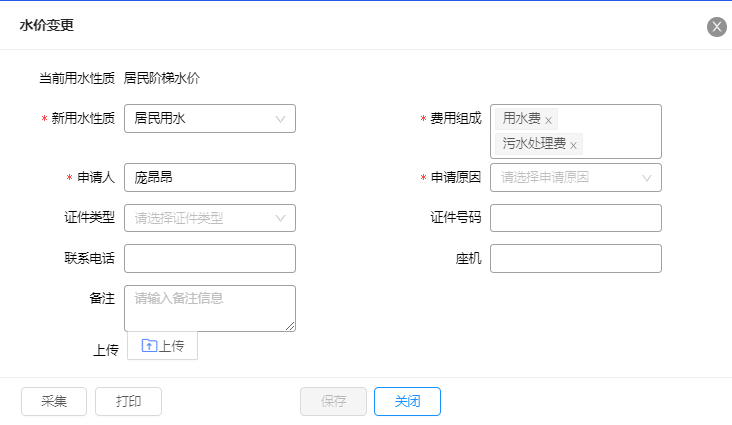 水价变更
X
当前用水性质 居民阶梯水价
* 新用水性质 居民用水
* 费用组成 用水费 x
污水处理费 x
* 申请人 庞昂昂
* 申请原因 请选择申请原因
证件类型 请选择证件类型
证件号码
联系电话
座机
备注 请输入备注信息
上传 上传
采集 打印 保存 关闭